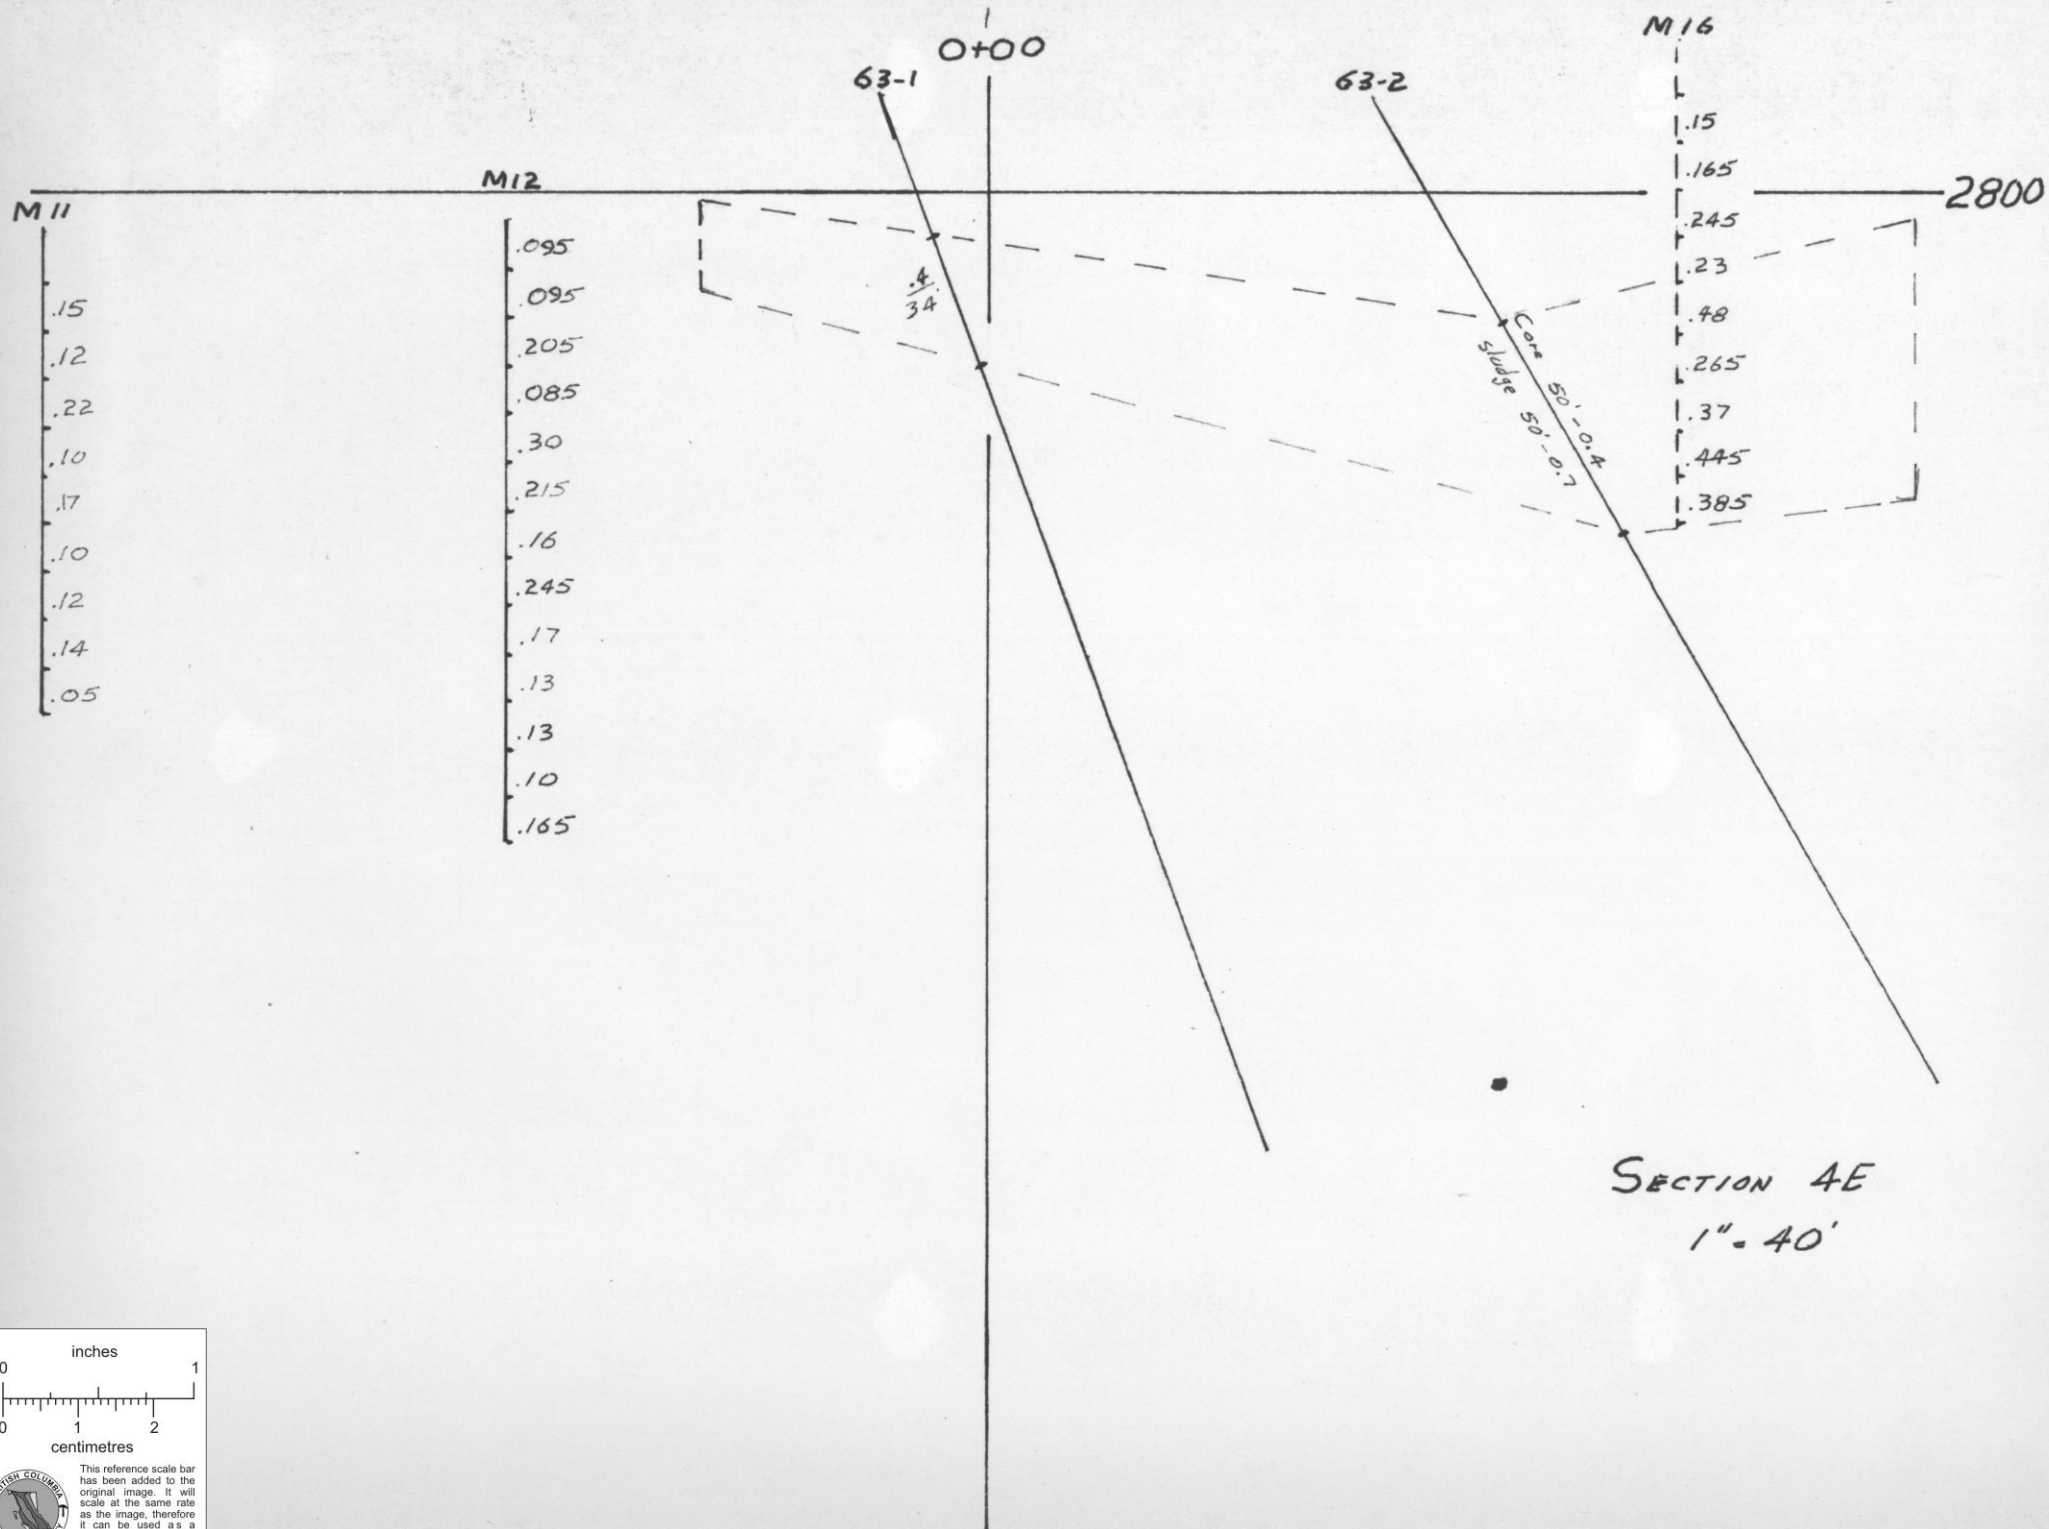 0+00
63-1
63-2
M16
M11
M12
2800
.15
.12
.22
.10
.17
.10
.12
.14
.05
.095
.095
.205
.085
.30
.215
.16
.245
.17
.13
.13
.10
.165
.4
34
Core 50'-0.4
sludge 50'-0.7
.15
.165
.245
.23
.48
.265
.37
.445
.385
SECTION 4E
1"= 40'
inches
0 1
0 1 2
centimetres
This reference scale bar
has been added to the
original image. It will
scale at the same rate
as the image, therefore
it can be used as a